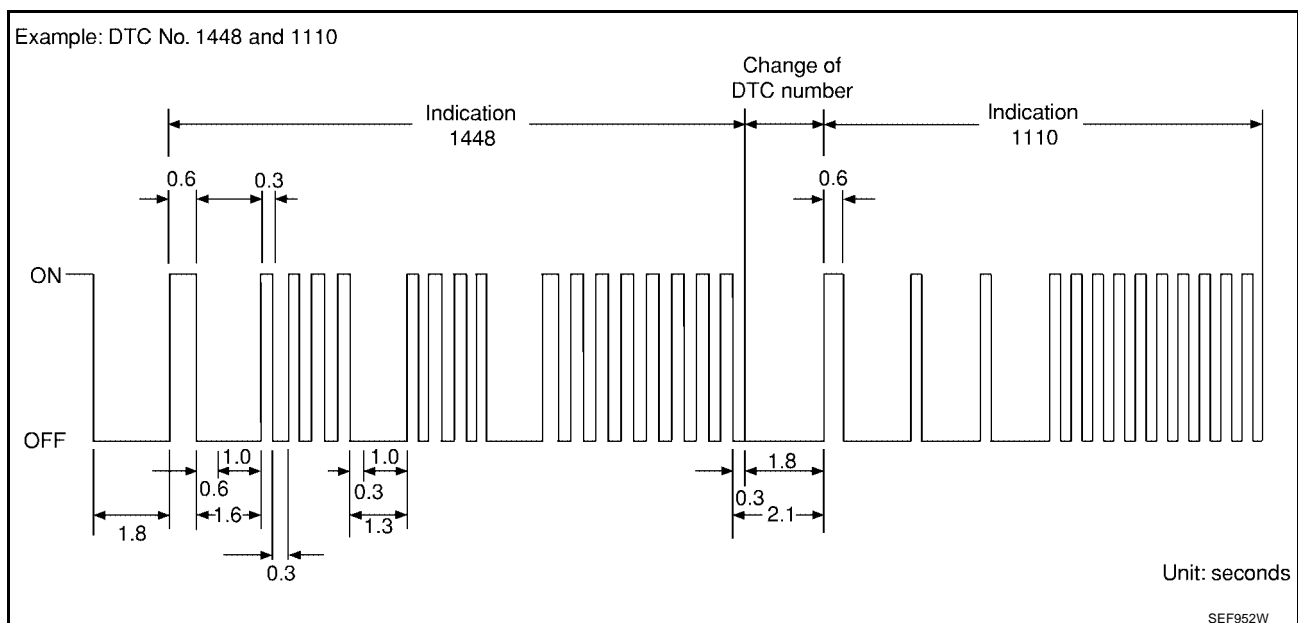 Example: DTC No. 1448 and 1110
Change of
DTC number
Indication
1448
Indication
1110
0.6
0.3
0.6
ON
OFF
1.0
0.6
1.6
1.8
0.3
1.0
0.3
1.3
1.8
0.3
2.1
Unit: seconds
SEF952W